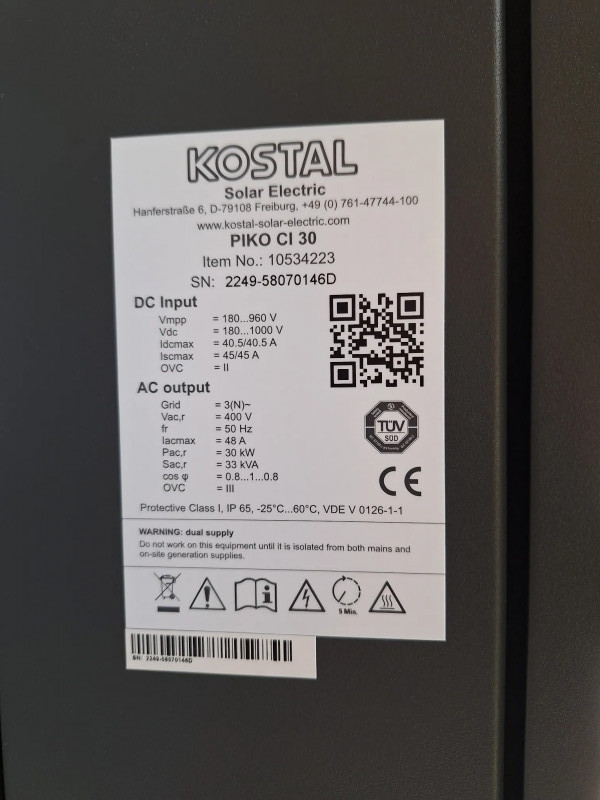 KOSTAL
Solar Electric
Hanferstraße 6, D-79108 Freiburg, +49 (0) 761-47744-100
www.kostal-solar-electric.com
PIKO CI 30
Item No.: 10534223
SN: 2249-58070146D
DC Input
Vmpp = 180...960 V
Vdc = 180...1000 V
Idcmax = 40.5/40.5 A
Iscmax = 45/45 A
OVC = II
AC output
Grid = 3(N)~
Vac,r = 400 V
fr = 50 Hz
Iacmax = 48 A
Pac,r = 30 kW
Sac,r = 33 kVA
cos φ = 0.8...1...0.8
OVC = III
TÜV
SÜD
CE
Protective Class I, IP 65, -25°C...60°C, VDE V 0126-1-1
WARNING: dual supply
Do not work on this equipment until it is isolated from both mains and
on-site generation supplies.
5 Min.
SN: 2249-58070146D